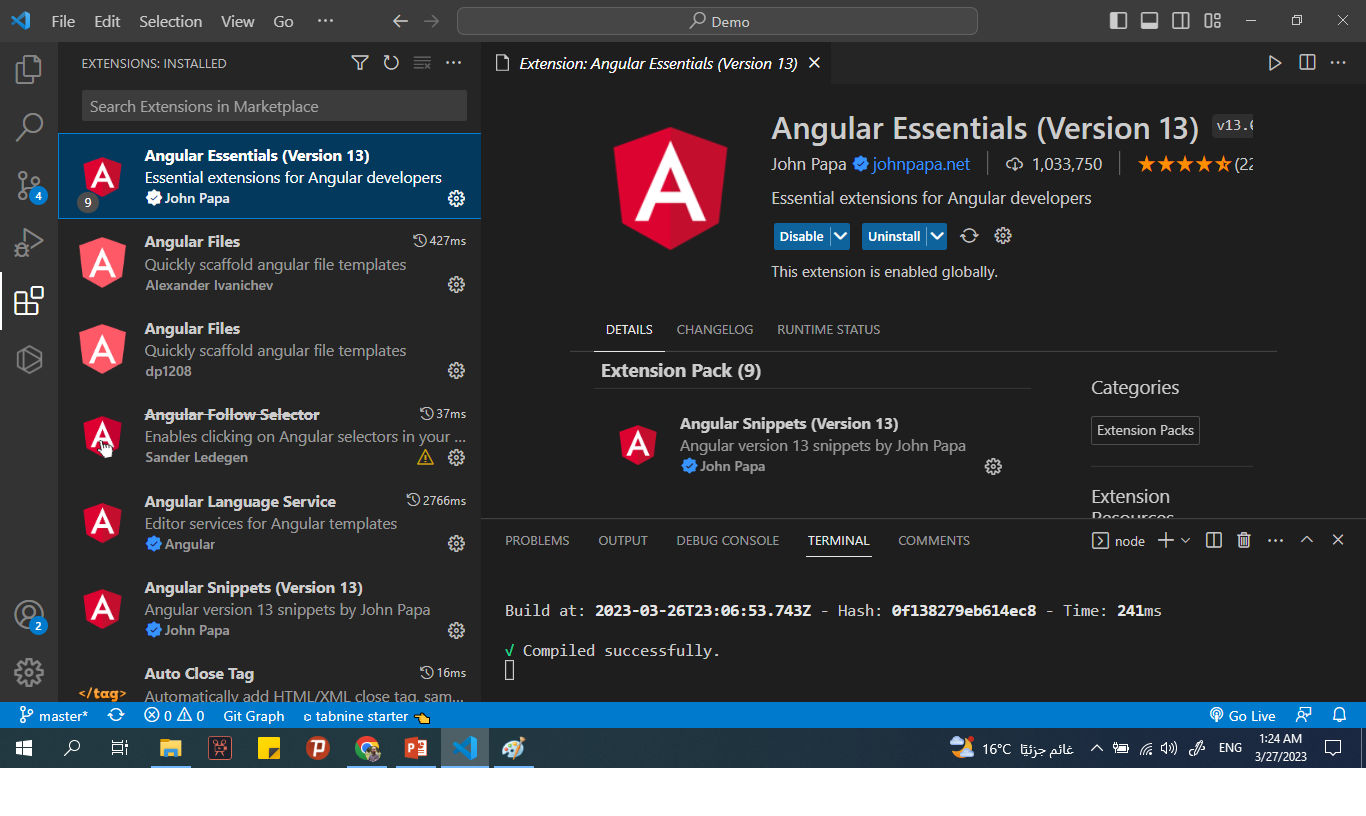 File Edit Selection View Go ···
Demo
EXTENSIONS: INSTALLED
Search Extensions in Marketplace
Angular Essentials (Version 13)
Essential extensions for Angular developers
9
John Papa
Angular Files 427ms
Quickly scaffold angular file templates
Alexander Ivanichev
Angular Files
Quickly scaffold angular file templates
dp1208
Angular Follow Selector 37ms
Enables clicking on Angular selectors in your ...
Sander Ledegen
Angular Language Service 2766ms
Editor services for Angular templates
Angular
Angular Snippets (Version 13)
Angular version 13 snippets by John Papa
John Papa
Auto Close Tag 16ms
</tag> Automatically add HTML/XML close tag, sam...
4
2
Extension: Angular Essentials (Version 13)
Angular Essentials (Version 13)
John Papa johnpapa.net 1,033,750
Essential extensions for Angular developers
Disable Uninstall
This extension is enabled globally.
DETAILS CHANGELOG RUNTIME STATUS
Extension Pack (9)
Angular Snippets (Version 13)
Angular version 13 snippets by John Papa
John Papa
Categories
Extension Packs
Extension
Resources
PROBLEMS OUTPUT DEBUG CONSOLE TERMINAL COMMENTS node
Build at: 2023-03-26T23:06:53.743Z - Hash: 0f138279eb614ec8 - Time: 241ms
√ Compiled successfully.
master* 0 0 Git Graph tabnine starter Go Live
16°C غائم جزئيًا ENG
1:24 AM
3/27/2023